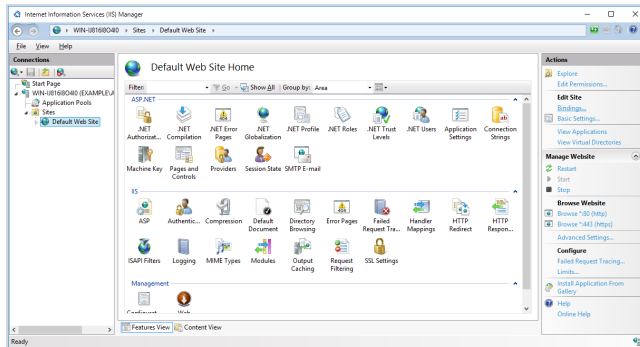 Internet Information Services (IIS) Manager
WIN-IJ816I8O4I0 › Sites › Default Web Site ›
File View Help
Connections
Start Page
WIN-IJ816I8O4I0 (EXAMPLE\A
Application Pools
Sites
Default Web Site
Default Web Site Home
Filter: Go Show All Group by: Area
ASP.NET
.NET Authorizat...
.NET Compilation
.NET Error Pages
.NET Globalization
.NET Profile
.NET Roles
.NET Trust Levels
.NET Users
Application Settings
Connection Strings
Machine Key
Pages and Controls
Providers
Session State
SMTP E-mail
IIS
ASP
Authentic...
Compression
Default Document
Directory Browsing
Error Pages
Failed Request Tra...
Handler Mappings
HTTP Redirect
HTTP Respon...
ISAPI Filters
Logging
MIME Types
Modules
Output Caching
Request Filtering
SSL Settings
Management
Features View Content View
Actions
Explore
Edit Permissions...
Edit Site
Bindings...
Basic Settings...
View Applications
View Virtual Directories
Manage Website
Restart
Start
Stop
Browse Website
Browse *:80 (http)
Browse *:443 (https)
Advanced Settings...
Configure
Failed Request Tracing...
Limits...
Install Application From Gallery
Help
Online Help
Ready